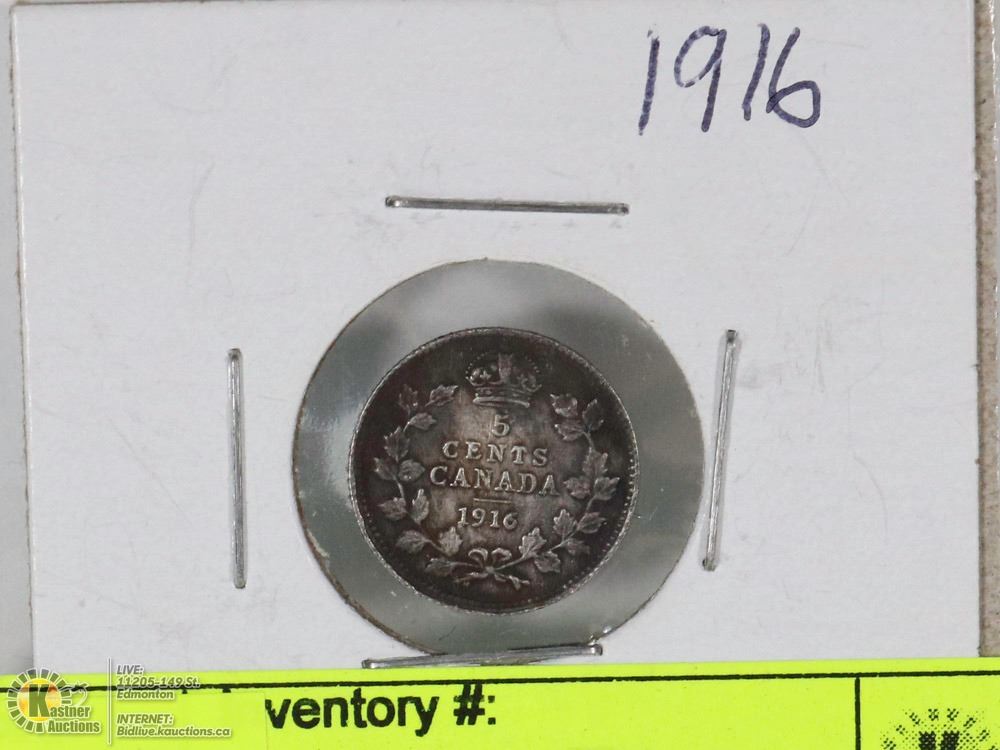 1916
5
CENTS
CANADA
1916
ventory #:
Kastner
Auctions
LIVE:
11205-149 St.
Edmonton
INTERNET:
Bidlive.kauctions.ca